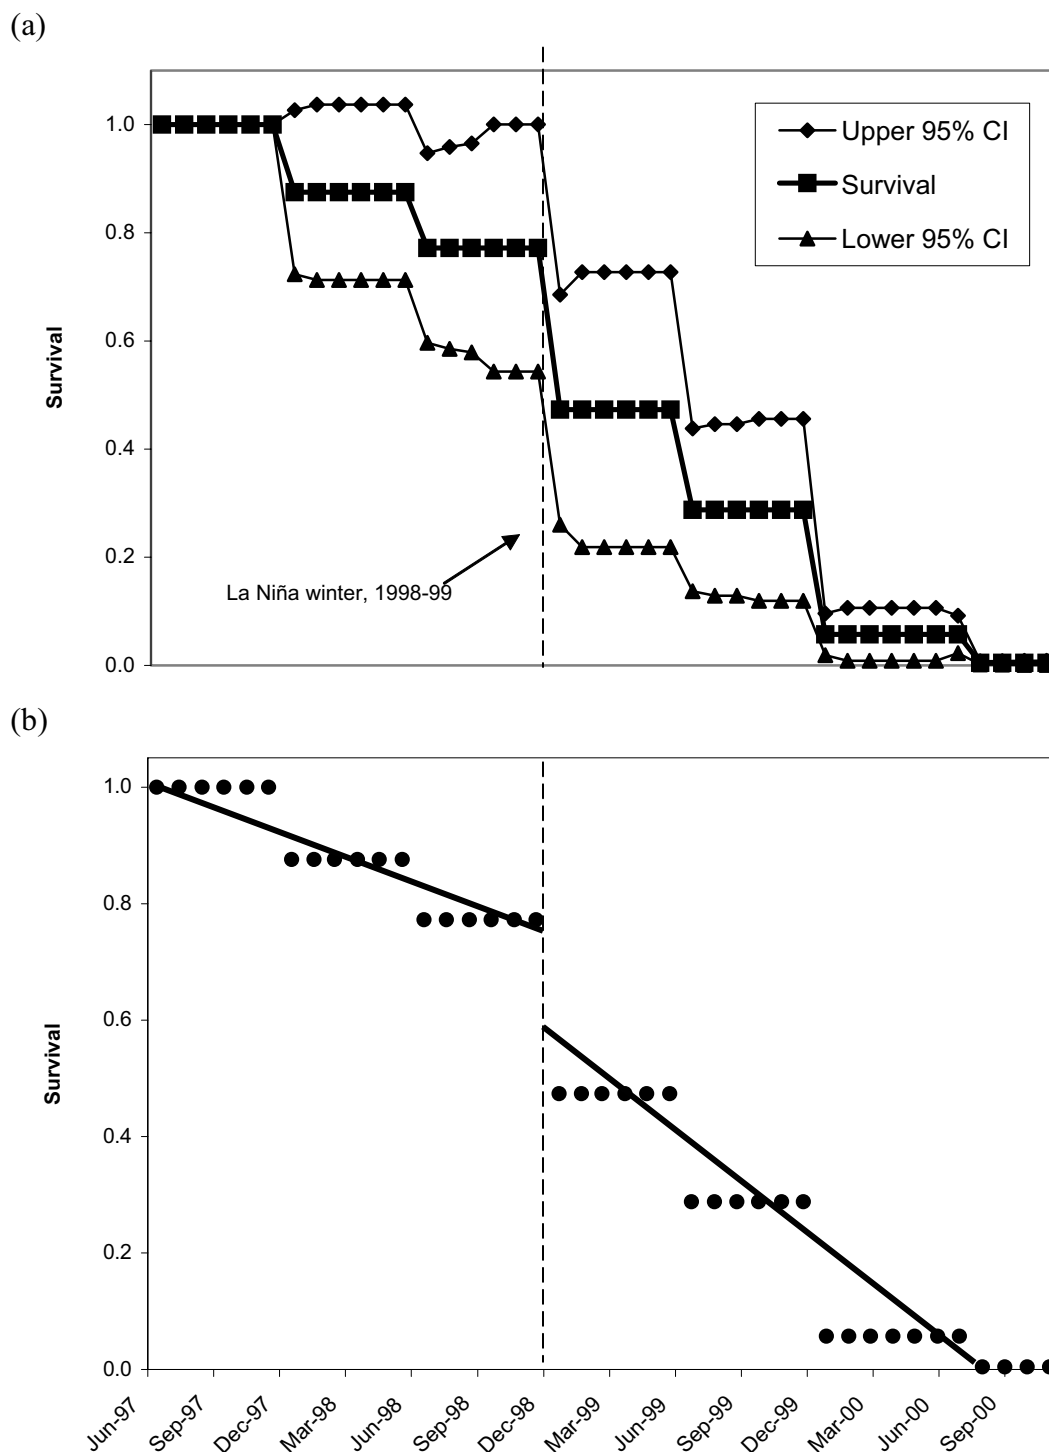 (a)
1.0
0.8
0.6
0.4
0.2
0.0
Survival
Upper 95% CI
Survival
Lower 95% CI
La Niña winter, 1998-99
(b)
1.0
0.8
0.6
0.4
0.2
0.0
Survival
Jun-97
Sep-97
Dec-97
Mar-98
Jun-98
Sep-98
Dec-98
Mar-99
Jun-99
Sep-99
Dec-99
Mar-00
Jun-00
Sep-00